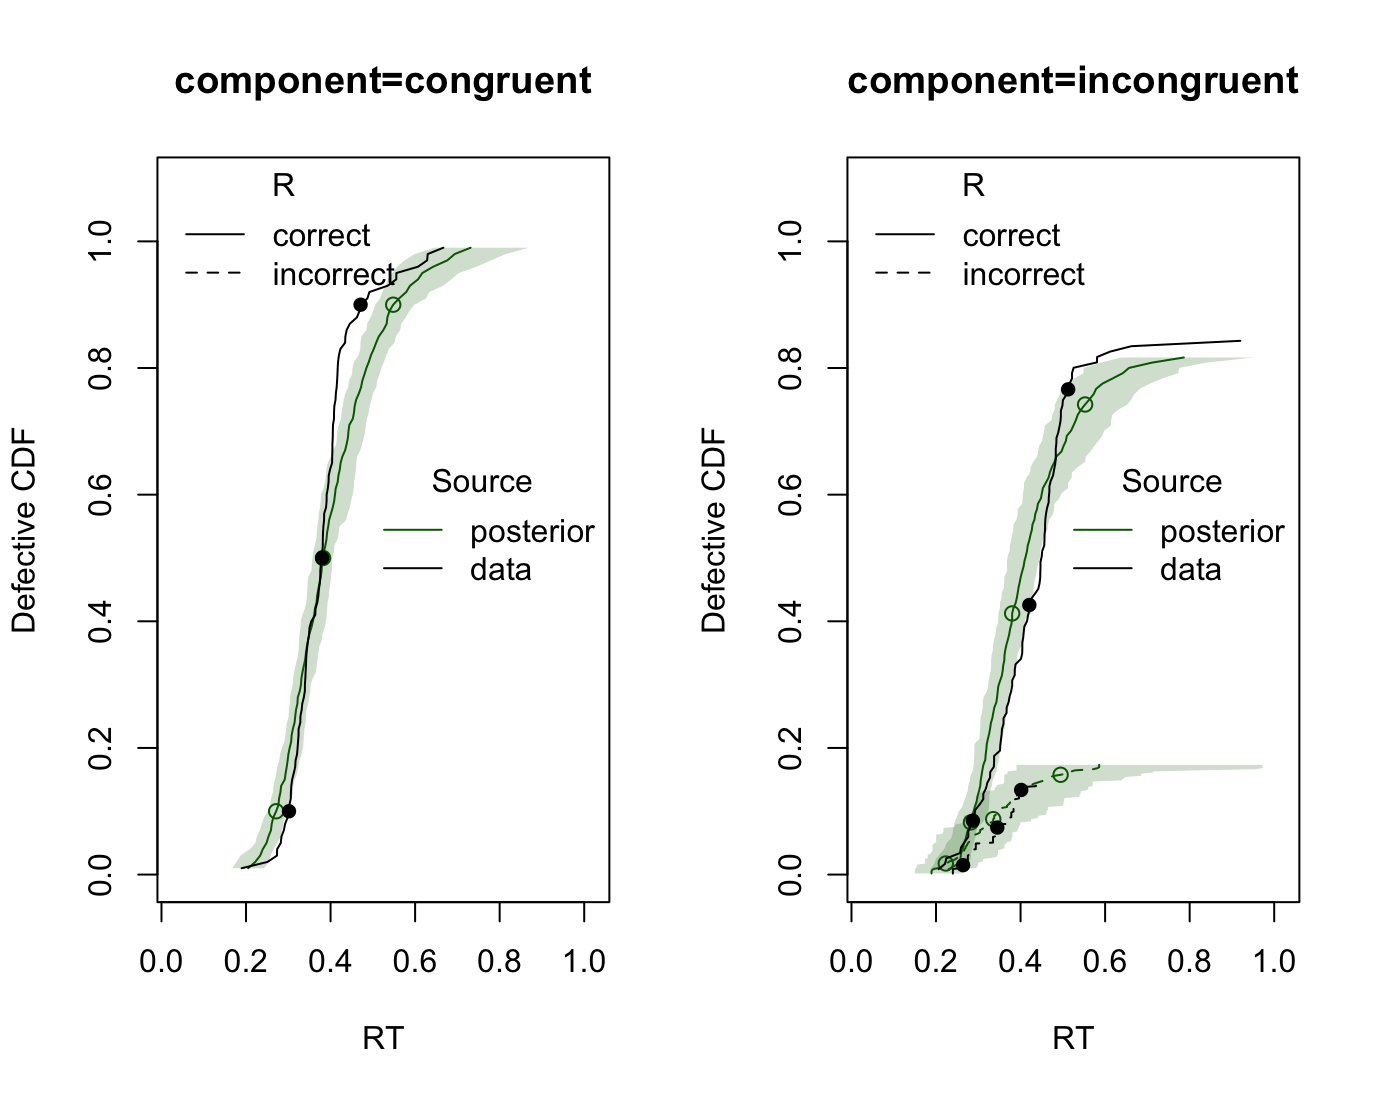 component=congruent
R
correct
incorrect
Source
posterior
data
Defective CDF
0.0
0.2
0.4
0.6
0.8
1.0
0.0 0.2 0.4 0.6 0.8 1.0
RT
component=incongruent
R
correct
incorrect
Source
posterior
data
Defective CDF
0.0
0.2
0.4
0.6
0.8
1.0
0.0 0.2 0.4 0.6 0.8 1.0
RT